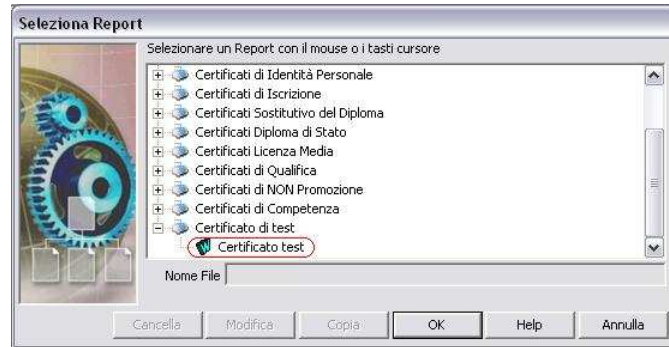 Seleziona Report
Selezionare un Report con il mouse o i tasti cursore
Certificati di Identità Personale
Certificati di Iscrizione
Certificati Sostitutivo del Diploma
Certificati Diploma di Stato
Certificati Licenza Media
Certificati di Qualifica
Certificati di NON Promozione
Certificati di Competenza
Certificato di test
Certificato test
Nome File
Cancella Modifica Copia OK Help Annulla